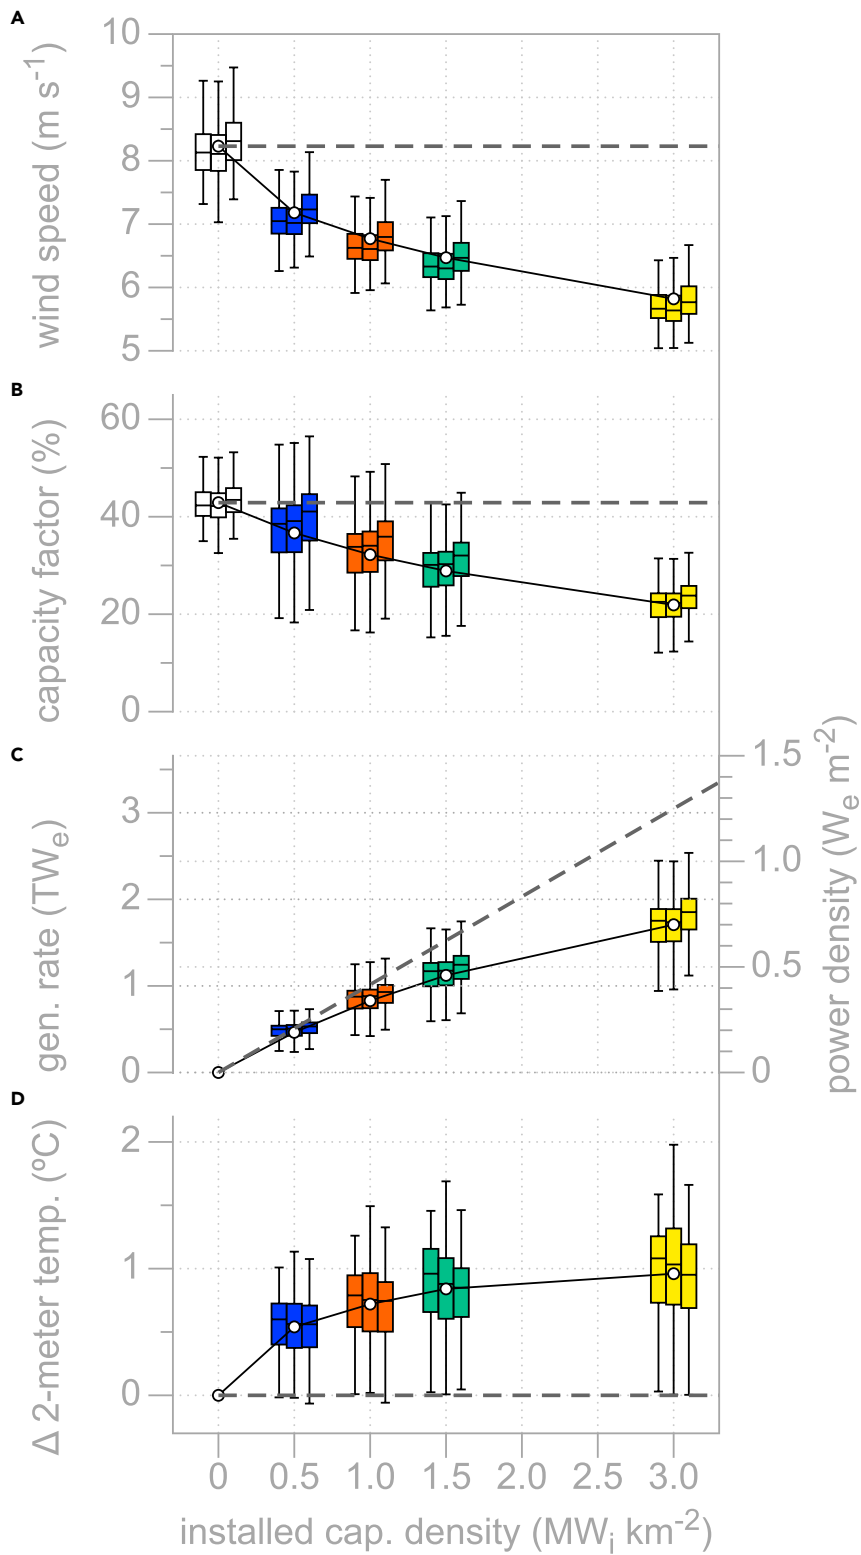 A
wind speed (m s-1)
10
9
8
7
6
5
B
capacity factor (%)
60
40
20
0
C
gen. rate (TWe)
3
2
1
0
power density (We m-2)
1.5
1.0
0.5
0
D
Δ 2-meter temp. (ºC)
2
1
0
0 0.5 1.0 1.5 2.0 2.5 3.0
installed cap. density (MWi km-2)